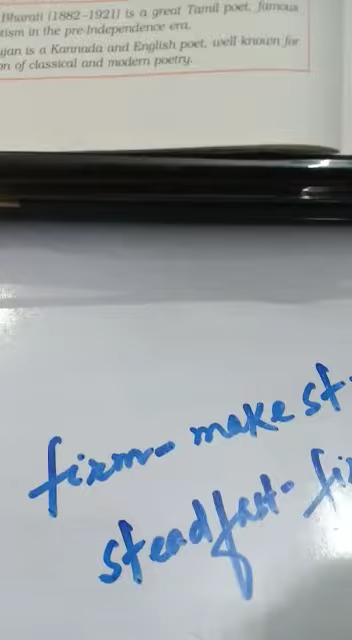 Bharati (1882–1921) is a great Tamil poet, famous
tism in the pre-Independence era.
jan is a Kannada and English poet, well known for
on of classical and modern poetry.
firm- make st
steadfast- fi